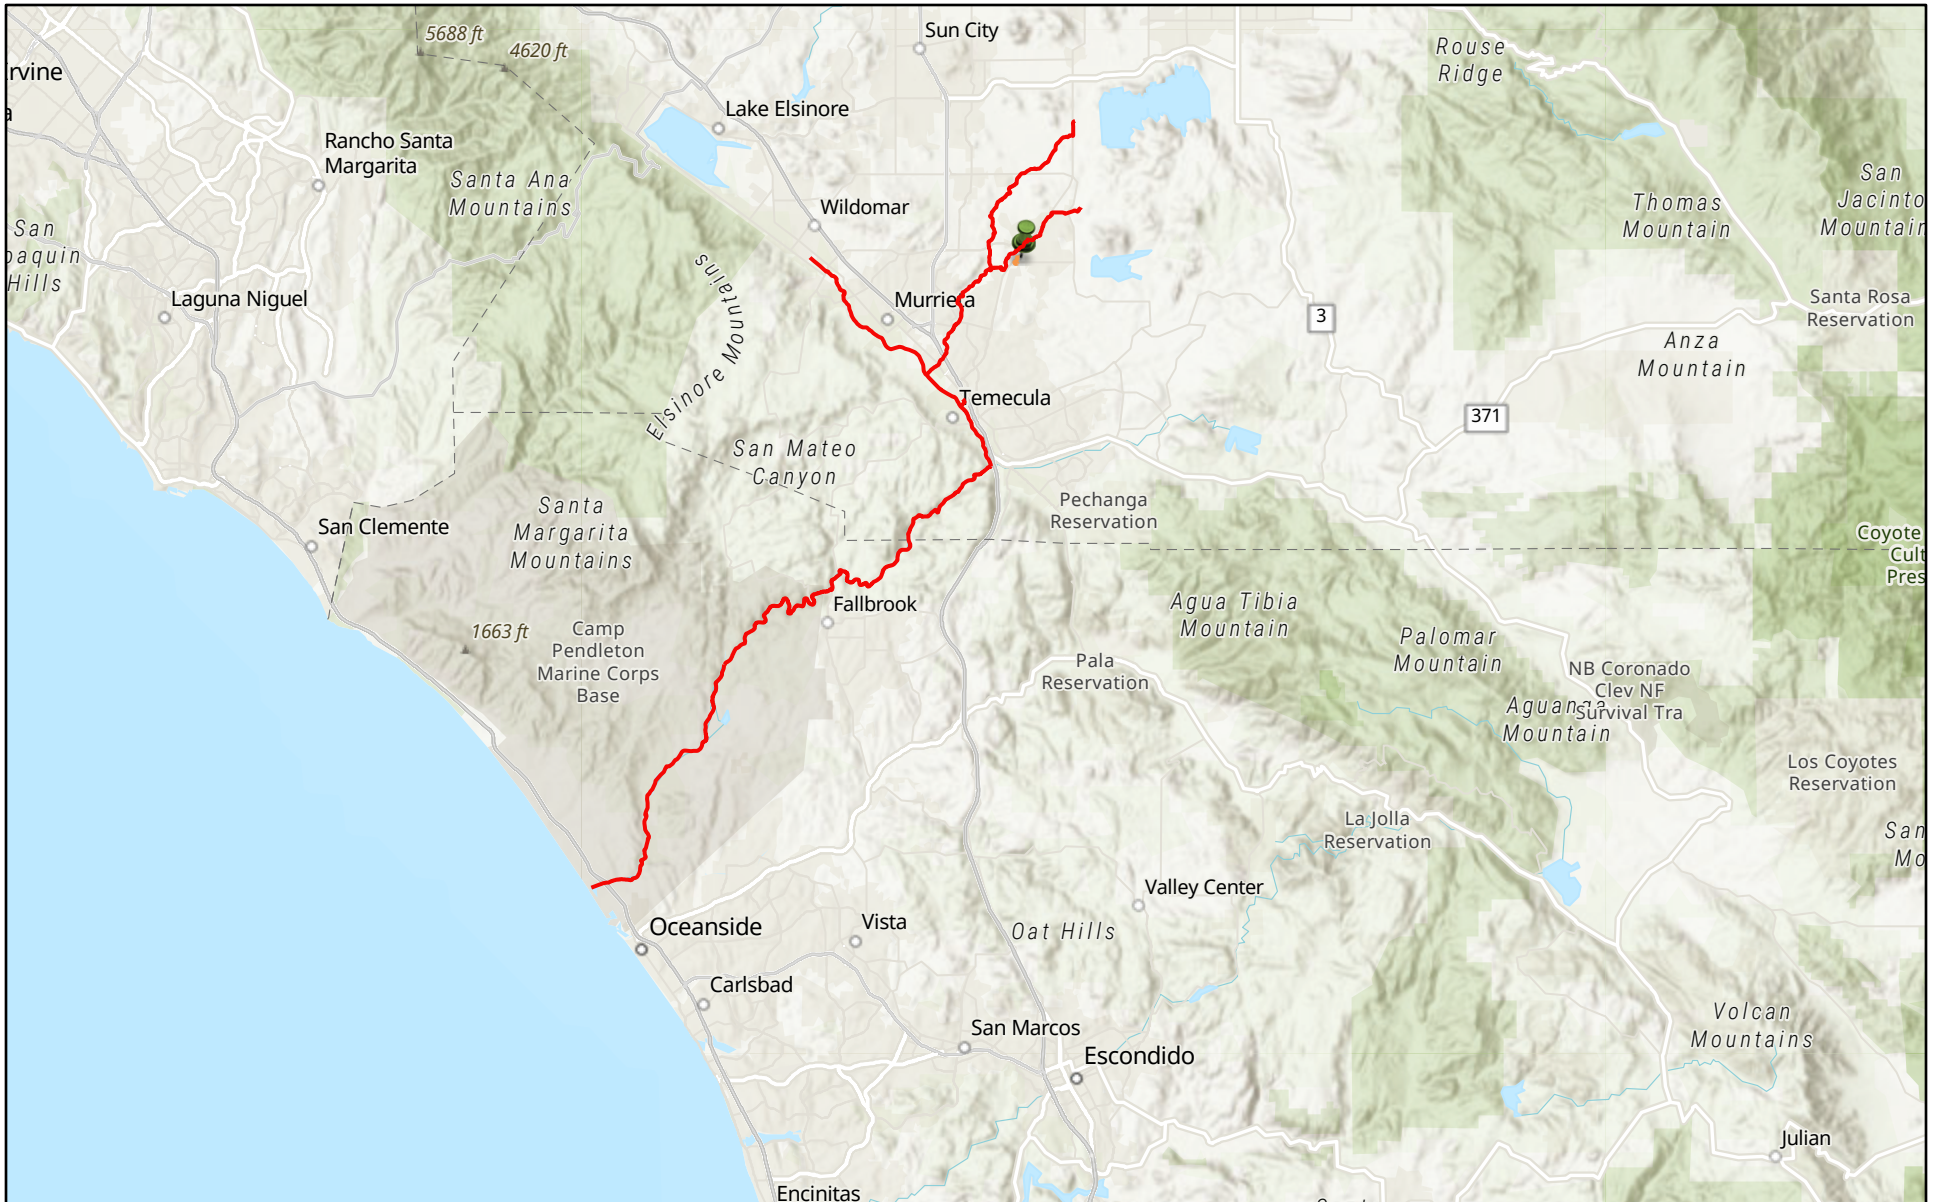 5688 ft
4620 ft
Sun City
Rouse
Ridge
Irvine
a
Lake Elsinore
Rancho Santa
Margarita
Santa Ana
Mountains
Wildomar
San
Jacinto
Mountain
Thomas
Mountain
San
oaquin
Hills
Elsinore Mountains
Laguna Niguel
Murrieta
3
Santa Rosa
Reservation
Anza
Mountain
Temecula
371
San Mateo
Canyon
Pechanga
Reservation
Santa
Margarita
Mountains
San Clemente
Coyote
Cult
Pres
Fallbrook
Agua Tibia
Mountain
1663 ft
Camp
Pendleton
Marine Corps
Base
Palomar
Mountain
Pala
Reservation
NB Coronado
Clev NF
Survival Tra
Aguanga
Mountain
Los Coyotes
Reservation
La Jolla
Reservation
San
Mo
Valley Center
Oceanside
Vista
Oat Hills
Carlsbad
San Marcos
Escondido
Volcan
Mountains
Julian
Encinitas